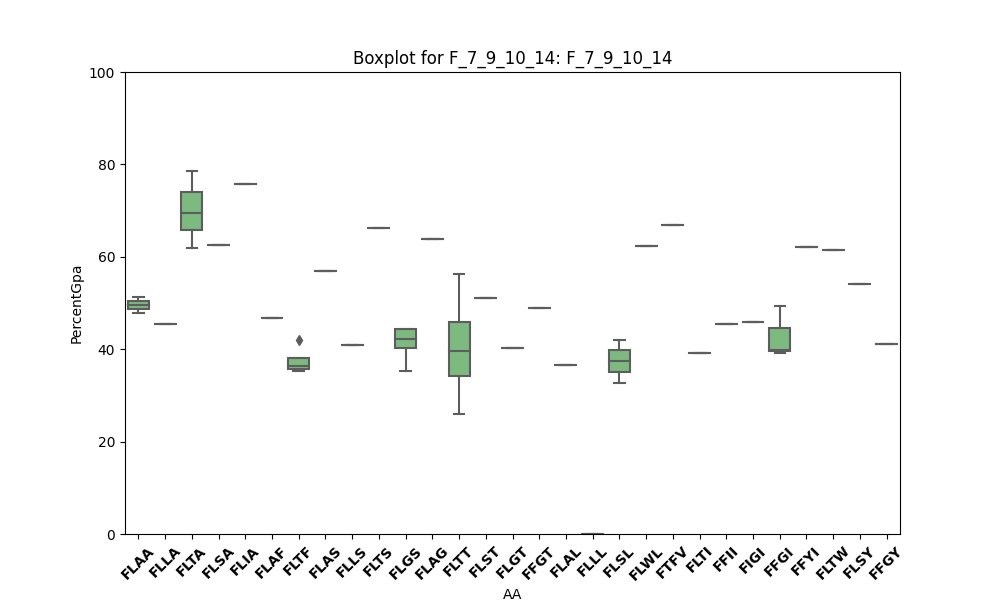 Boxplot for F_7_9_10_14: F_7_9_10_14
100
80
60
40
20
0
PercentGpa
FLAA
FLLA
FLTA
FLSA
FLIA
FLAF
FLTF
FLAS
FLLS
FLTS
FLGS
FLAG
FLTT
FLST
FLGT
FFGT
FLAL
FLLL
FLSL
FLWL
FTFV
FLTI
FFII
FIGI
FFGI
FFYI
FLTW
FLSY
FFGY
AA